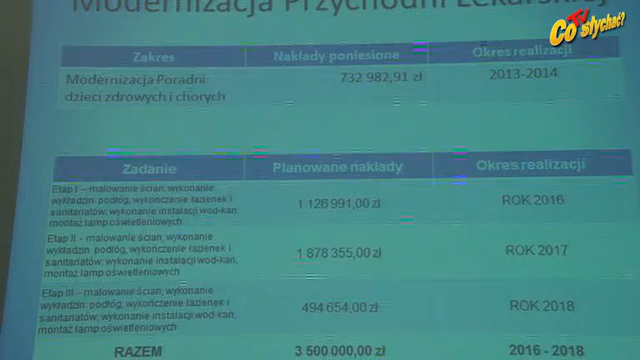 Modernizacja Przychodni Lekarskiej
Co TV słychać?
Zakres Nakłady poniesione Okres realizacji
Modernizacja Poradni 732 982,91 zł 2013-2014
dzieci zdrowych i chorych
Zadanie Planowane nakłady Okres realizacji
Etap I – malowanie ścian, wykonanie
wykładzin podłóg, wykończenie łazienek i
sanitariatów; wykonanie instalacji wod-kan,
montaż lamp oświetleniowych
1 126 991,00 zł ROK 2016
Etap II - malowanie ścian, wykonanie
wykładzin podłóg, wykończenie łazienek i
sanitariatów; wykonanie instalacji wod-kan,
montaż lamp oświetleniowych
1 878 355,00 zł ROK 2017
Etap III - malowanie ścian, wykonanie
wykładzin podłóg, wykończenie łazienek i
sanitariatów; wykonanie instalacji wod-kan,
montaż lamp oświetleniowych
494 654,00 zł ROK 2018
RAZEM 3 500 000,00 zł 2016 - 2018